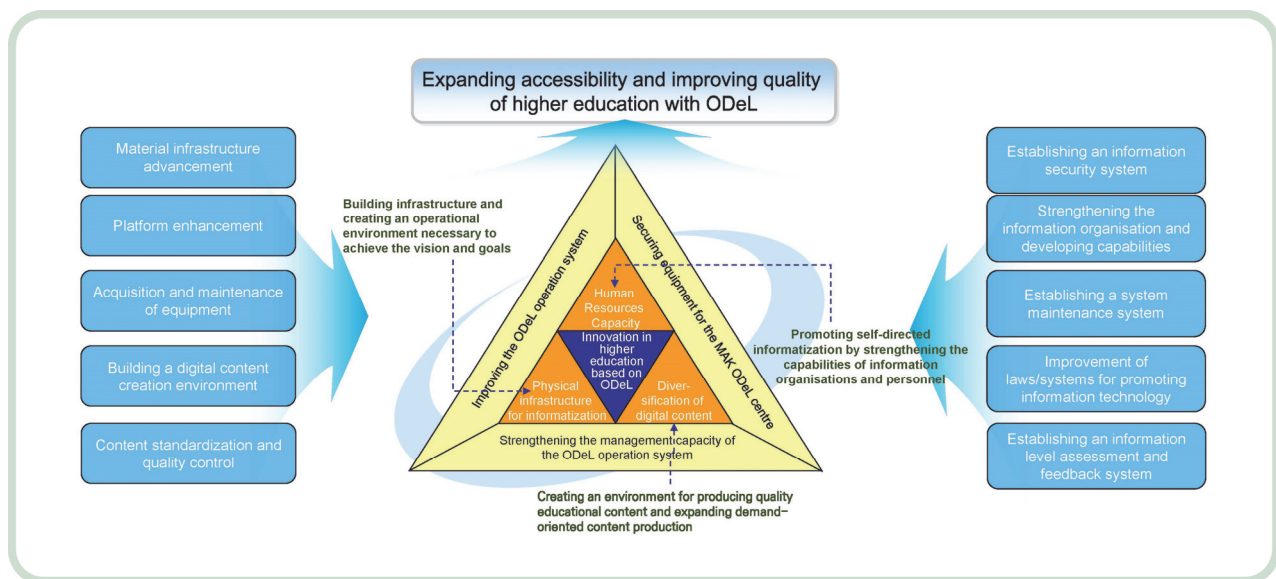 Expanding accessibility and improving quality
of higher education with ODeL
Material infrastructure
advancement
Platform enhancement
Acquisition and maintenance
of equipment
Building a digital content
creation environment
Content standardization and
quality control
Building infrastructure and
creating an operational
environment necessary to
achieve the vision and goals
Improving the ODeL operation system
Securing equipment for the MAK ODeL centre
Human
Resources
Capacity
Innovation in
higher
education
based on
ODeL
Physical
infrastructure
for informatization
Diver-
sification of
digital content
Strengthening the management capacity of
the ODeL operation system
Promoting self-directed
informatization by strengthening the
capabilities of information
organisations and personnel
Creating an environment for producing quality
educational content and expanding demand-
oriented content production
Establishing an information
security system
Strengthening the
information organisation and
developing capabilities
Establishing a system
maintenance system
Improvement of
laws/systems for promoting
information technology
Establishing an information
level assessment and
feedback system